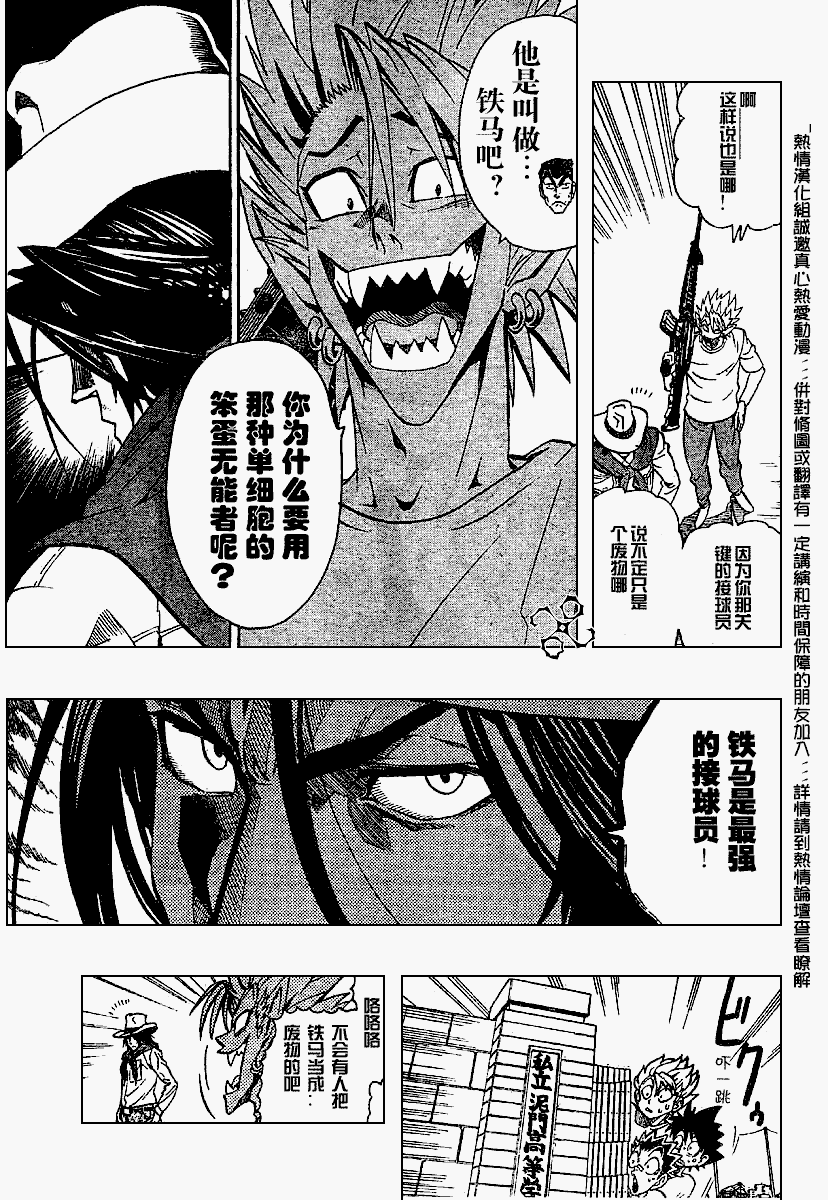 啊————
这样说也是哪！
因为你那天
键的接球员
说不定只是
个废物哪
他是叫做…
铁马吧？
你为什么要用
那种单细胞的
笨蛋无能者呢？
铁马是最强
的接球员！
ビクゥ
吓一跳
私立泥門高等学
咯咯咯
不会有人把
铁马当成…
废物的吧
熱情漢化組誠邀真心熱愛動漫…併對修圖或翻譯有一定講演和時間保障的朋友加入…詳情請到熱情論壇查看瞭解